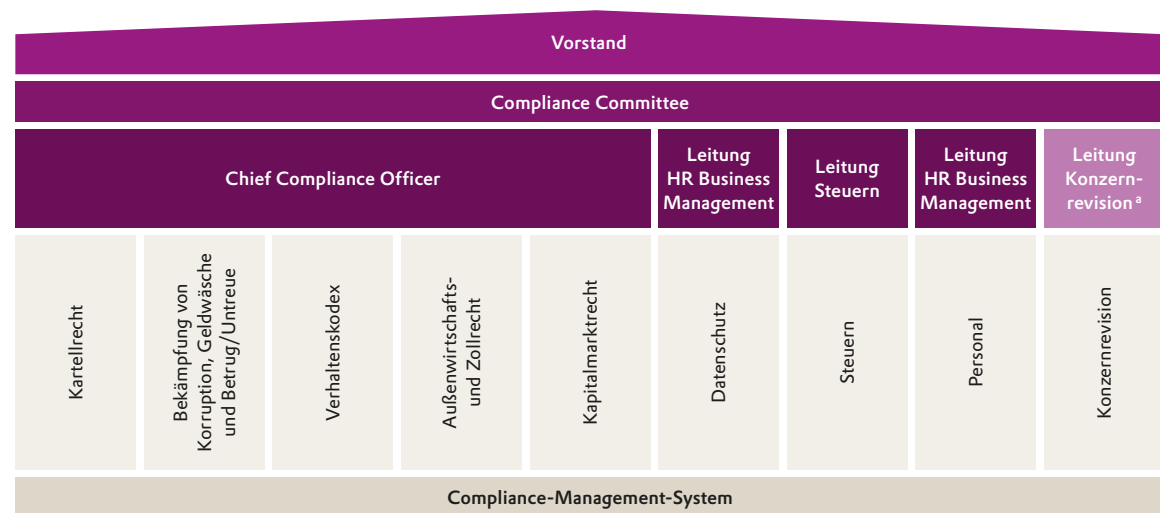 Vorstand
Compliance Committee
Chief Compliance Officer
Leitung
HR Business
Management
Leitung
Steuern
Leitung
HR Business
Management
Leitung
Konzern-
revision a
Kartellrecht
Bekämpfung von
Korruption, Geldwäsche
und Betrug/Untreue
Verhaltenskodex
Außenwirtschafts-
und Zollrecht
Kapitalmarktrecht
Datenschutz
Steuern
Personal
Konzernrevision
Compliance-Management-System